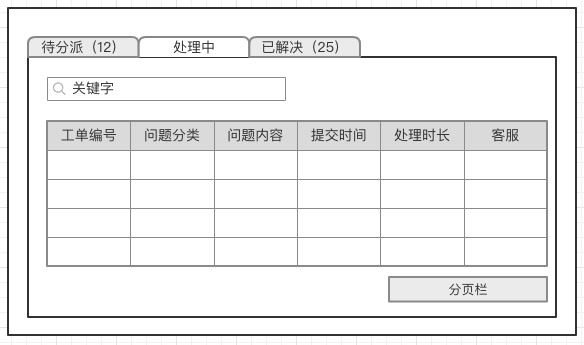 待分派（12） 处理中 已解决（25）
关键字
工单编号 问题分类 问题内容 提交时间 处理时长 客服
分页栏